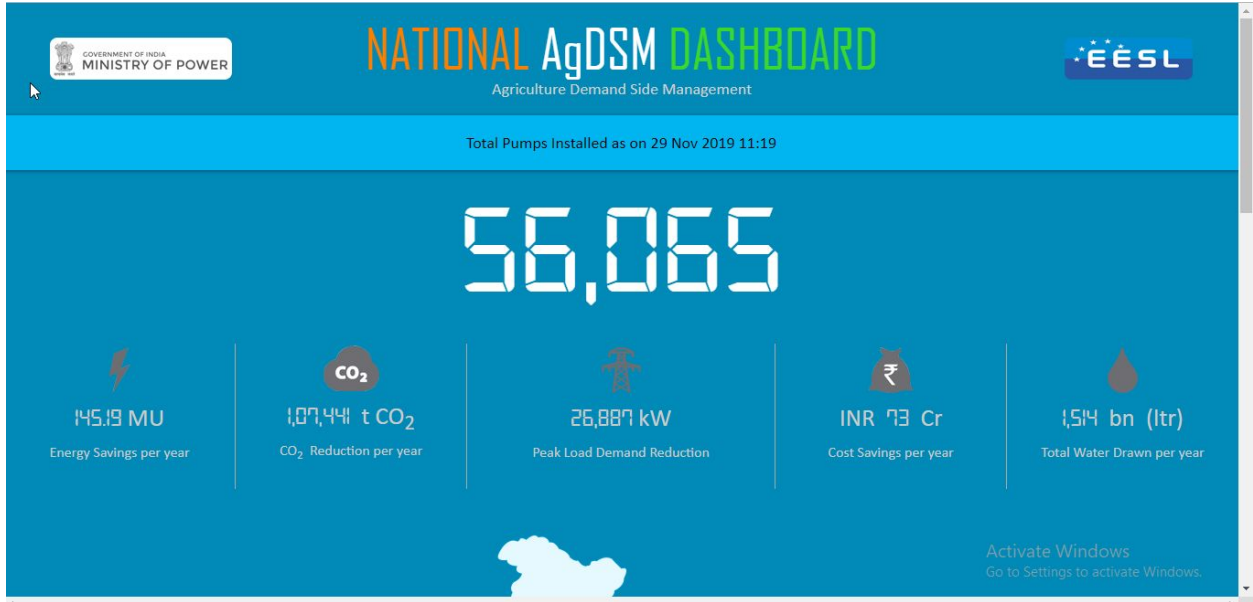 GOVERNMENT OF INDIA
MINISTRY OF POWER
NATIONAL AgDSM DASHBOARD
Agriculture Demand Side Management
EESL
Total Pumps Installed as on 29 Nov 2019 11:19
56,065
CO2
₹
145.19 MU
1,07,441 t CO2
26,887 kW
INR 73 Cr
1,514 bn (ltr)
Energy Savings per year
CO2 Reduction per year
Peak Load Demand Reduction
Cost Savings per year
Total Water Drawn per year
Activate Windows
Go to Settings to activate Windows.